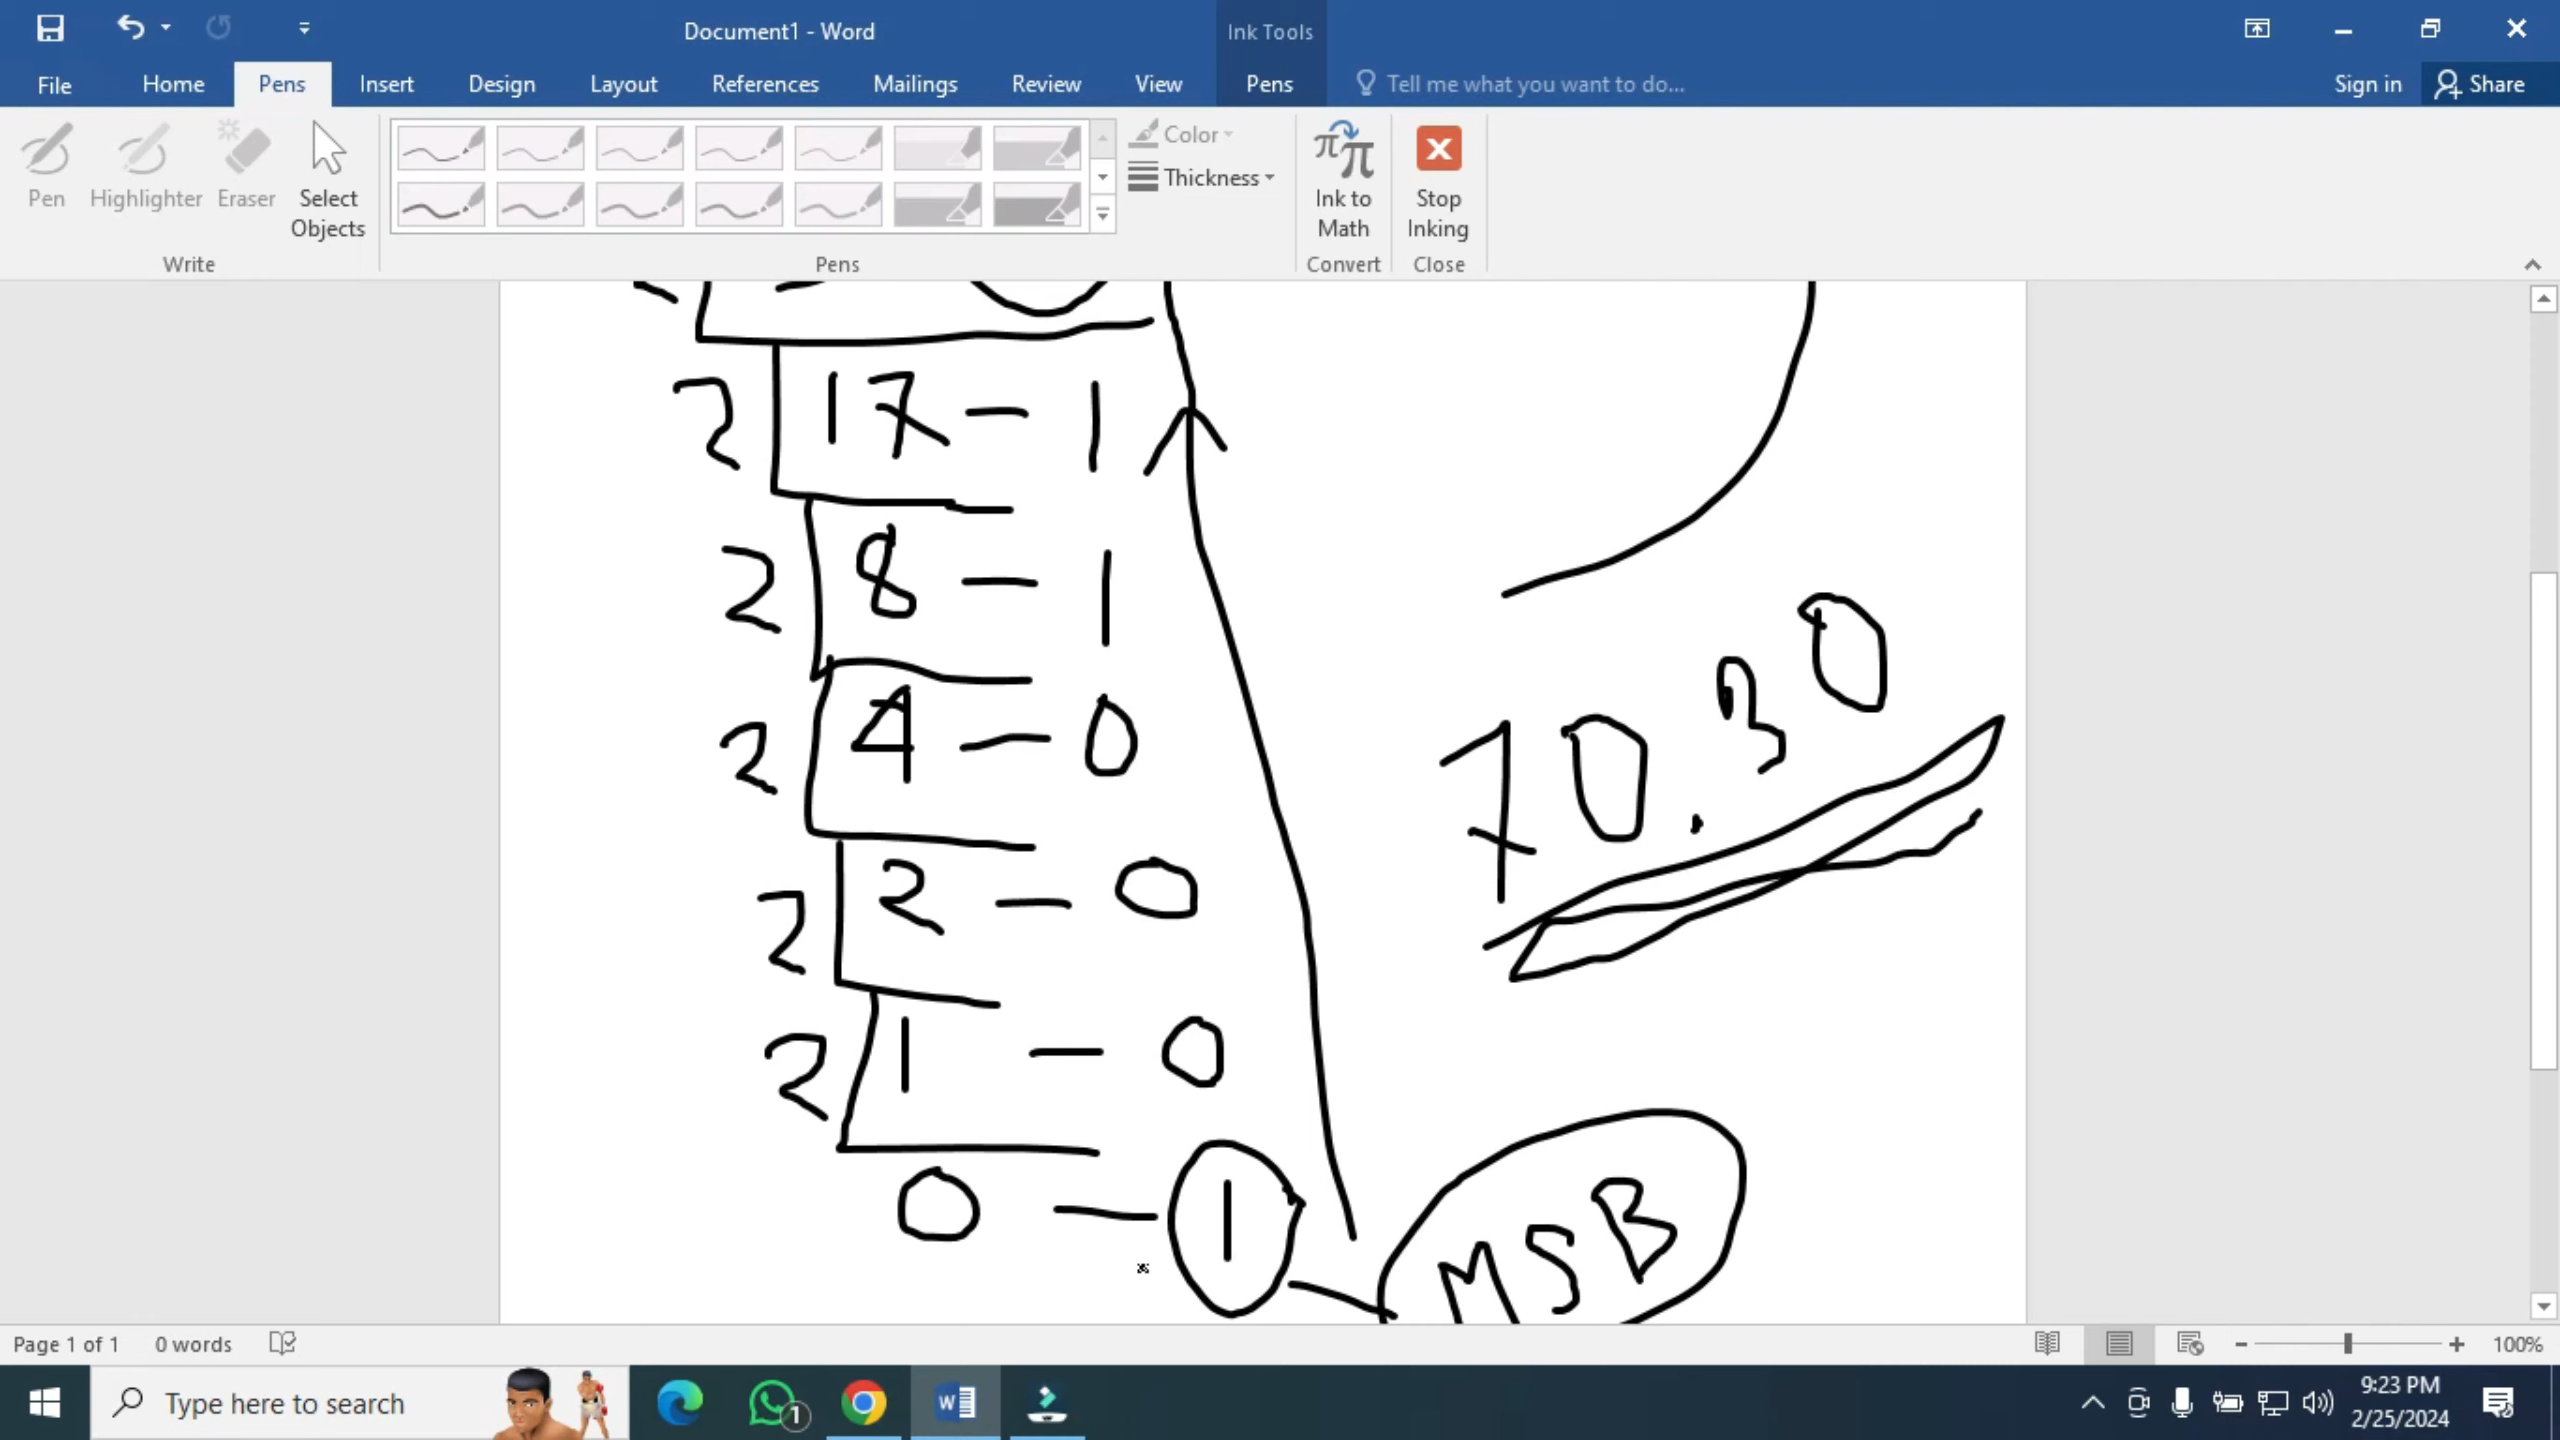 Document1 - Word
Ink Tools
File Home Pens Insert Design Layout References Mailings Review View Pens Tell me what you want to do... Sign in Share
Pen Highlighter Eraser Select Objects
Color
Thickness
Ink to Math
Stop Inking
Write Pens Convert Close
2 17 - 1
2 8 - 1
2 4 - 0
2 2 - 0
2 1 - 0
0 - 1
70.30
MSB
Page 1 of 1 0 words 100%
Type here to search
1
9:23 PM
2/25/2024